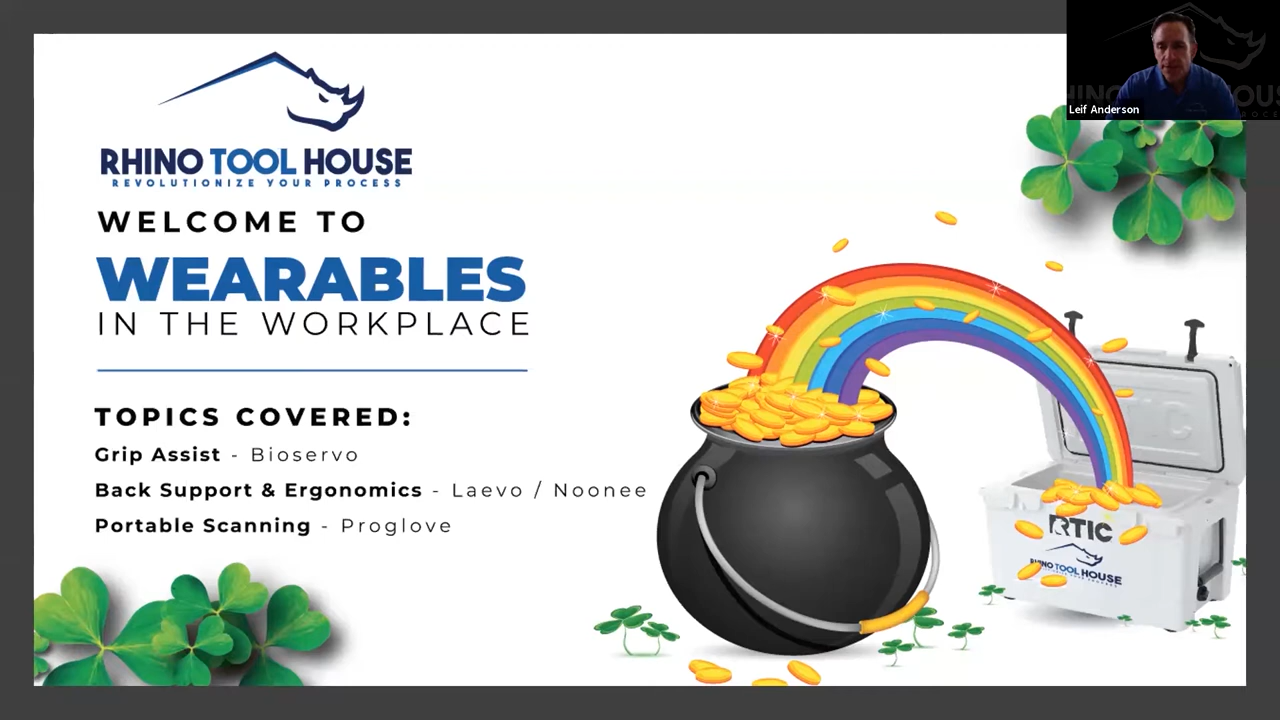 RHINO TOOL HOUSE
REVOLUTIONIZE YOUR PROCESS
WELCOME TO
WEARABLES
IN THE WORKPLACE
TOPICS COVERED:
Grip Assist - Bioservo
Back Support & Ergonomics - Laevo / Noonee
Portable Scanning - Proglove
Leif Anderson
RTIC
RHINO TOOL HOUSE